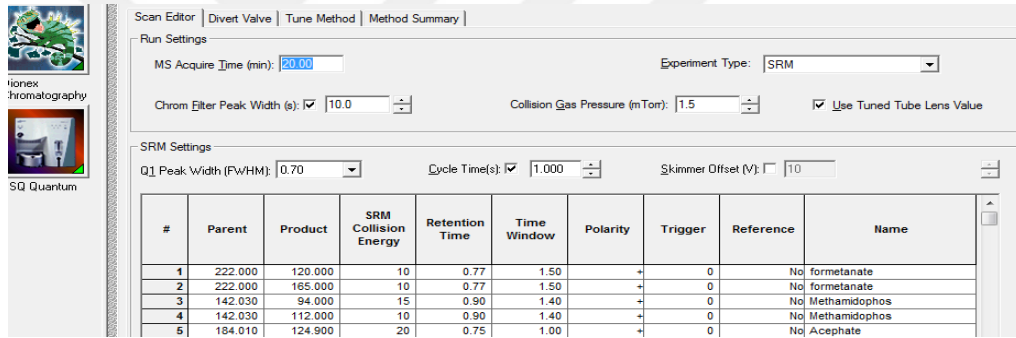 Scan Editor Divert Valve Tune Method Method Summary
Run Settings
MS Acquire Time (min): 20.00 Experiment Type: SRM
Chrom Filter Peak Width (s): 10.0 Collision Gas Pressure (mTorr): 1.5 Use Tuned Tube Lens Value
SRM Settings
Q1 Peak Width (FWHM): 0.70 Cycle Time(s): 1.000 Skimmer Offset (V): 10
# Parent Product SRM Collision Energy Retention Time Time Window Polarity Trigger Reference Name
1 222.000 120.000 10 0.77 1.50 + 0 No formetanate
2 222.000 165.000 10 0.77 1.50 + 0 No formetanate
3 142.030 94.000 15 0.90 1.40 + 0 No Methamidophos
4 142.030 112.000 10 0.90 1.40 + 0 No Methamidophos
5 184.010 124.900 20 0.75 1.00 + 0 No Acephate
ionex
hromatography
SQ Quantum